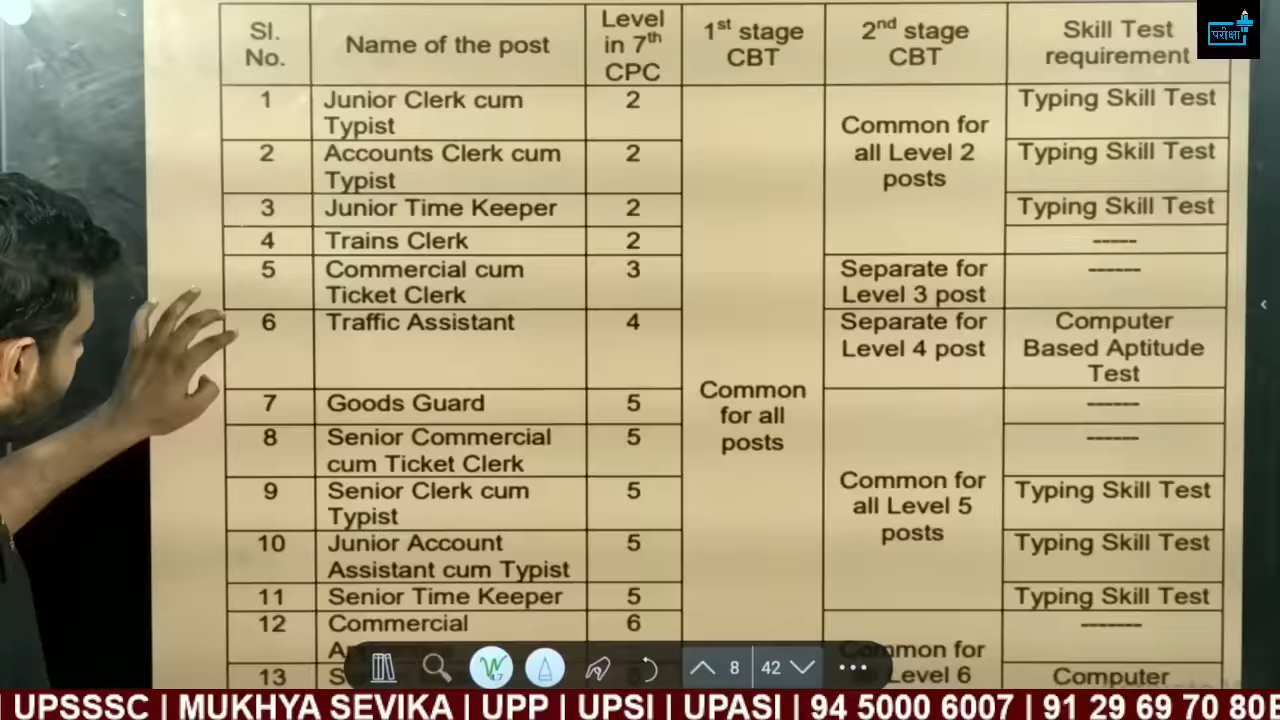 परीक्षा
Sl. No. | Name of the post | Level in 7th CPC | 1st stage CBT | 2nd stage CBT | Skill Test requirement
1 | Junior Clerk cum Typist | 2 | Common for all posts | Common for all Level 2 posts | Typing Skill Test
2 | Accounts Clerk cum Typist | 2 | Typing Skill Test
3 | Junior Time Keeper | 2 | Typing Skill Test
4 | Trains Clerk | 2 | -----
5 | Commercial cum Ticket Clerk | 3 | Separate for Level 3 post | ------
6 | Traffic Assistant | 4 | Separate for Level 4 post | Computer Based Aptitude Test
7 | Goods Guard | 5 | Common for all Level 5 posts | ------
8 | Senior Commercial cum Ticket Clerk | 5 | ------
9 | Senior Clerk cum Typist | 5 | Typing Skill Test
10 | Junior Account Assistant cum Typist | 5 | Typing Skill Test
11 | Senior Time Keeper | 5 | Typing Skill Test
12 | Commercial | 6 | Common for Level 6 | -------
13 | Computer
8 | 42
| UPSSSC | MUKHYA SEVIKA | UPP | UPSI | UPASI | 94 5000 6007 | 91 29 69 70 80